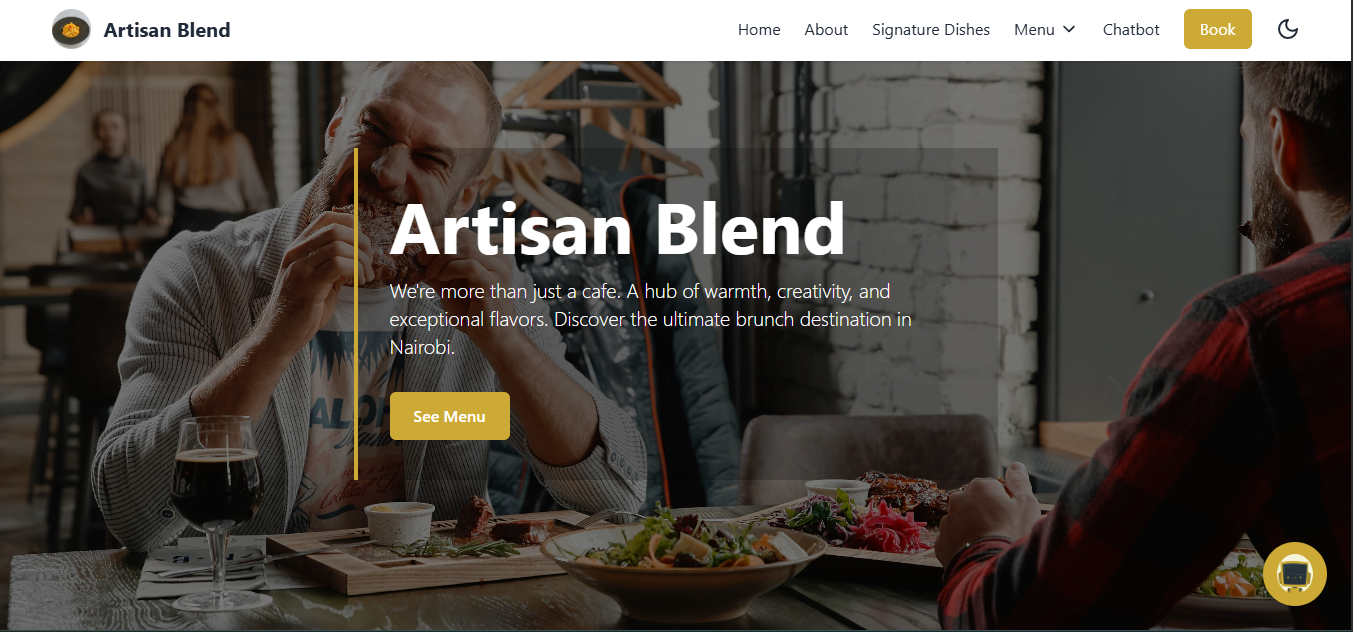 Artisan Blend
Home
About
Signature Dishes
Menu
Chatbot
Book
Artisan Blend
We're more than just a cafe. A hub of warmth, creativity, and
exceptional flavors. Discover the ultimate brunch destination in
Nairobi.
See Menu